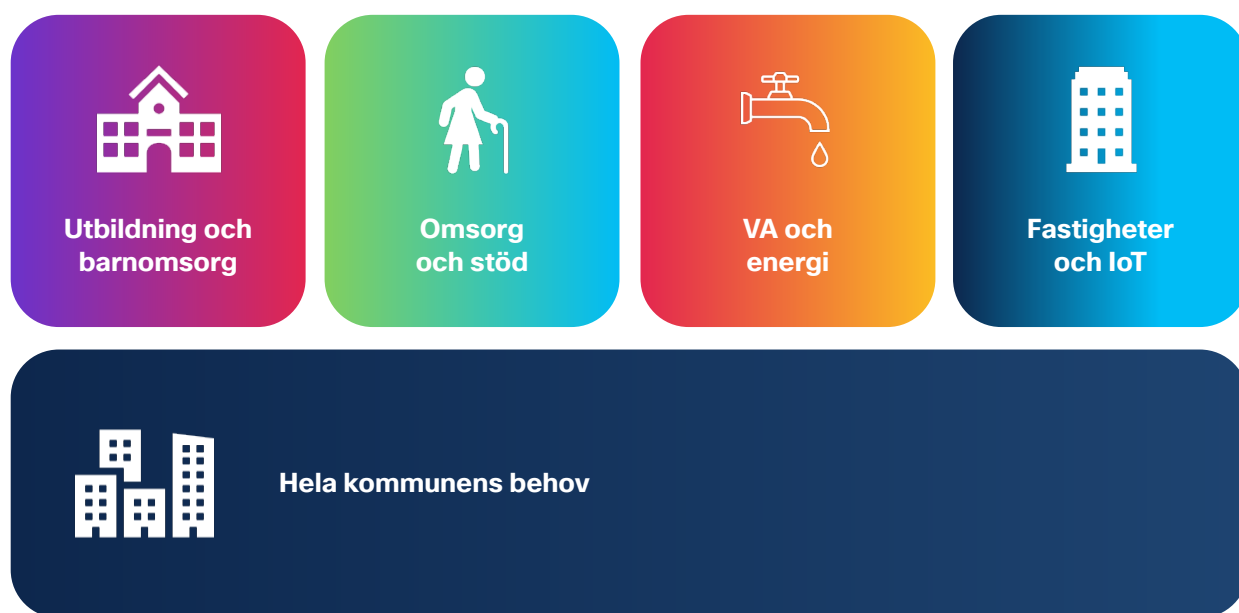 Utbildning och
barnomsorg
Omsorg
och stöd
VA och
energi
Fastigheter
och IoT
Hela kommunens behov